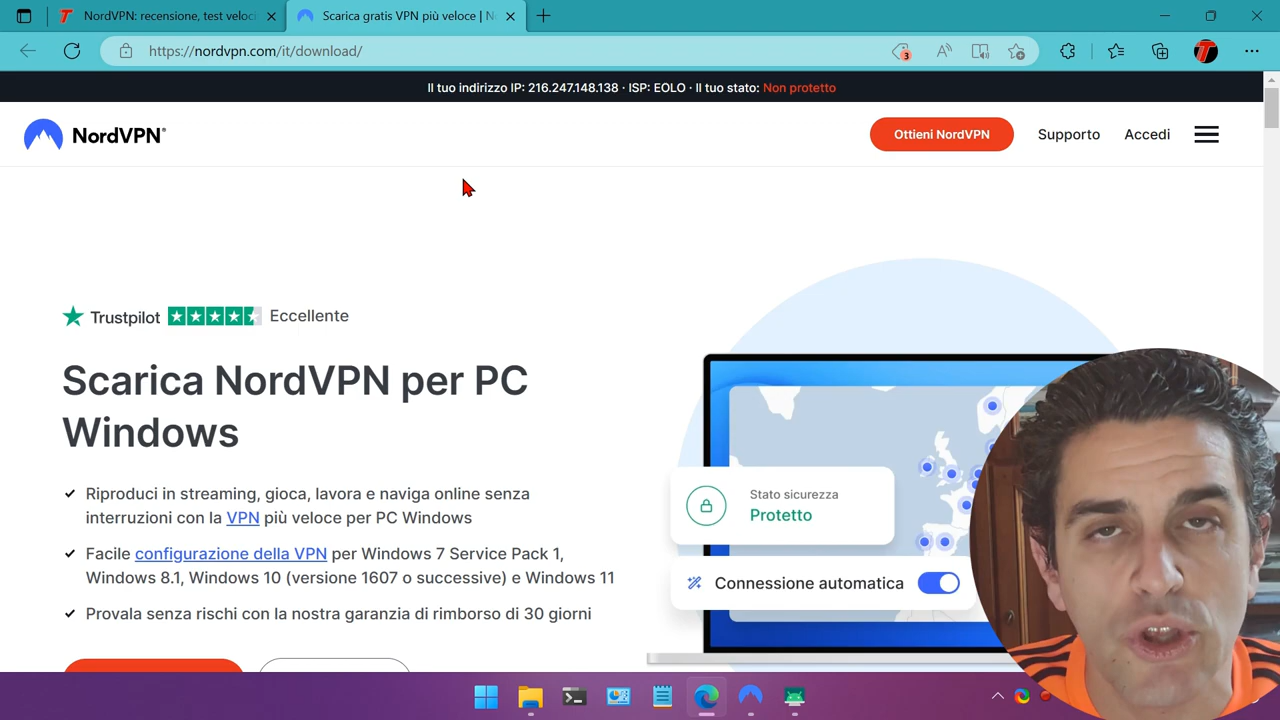 NordVPN: recensione, test veloci
Scarica gratis VPN più veloce | No
https://nordvpn.com/it/download/
3
Il tuo indirizzo IP: 216.247.148.138 · ISP: EOLO · Il tuo stato: Non protetto
NordVPN®
Ottieni NordVPN
Supporto
Accedi
Trustpilot
Eccellente
Scarica NordVPN per PC
Windows
Riproduci in streaming, gioca, lavora e naviga online senza
interruzioni con la VPN più veloce per PC Windows
Facile configurazione della VPN per Windows 7 Service Pack 1,
Windows 8.1, Windows 10 (versione 1607 o successive) e Windows 11
Provala senza rischi con la nostra garanzia di rimborso di 30 giorni
Stato sicurezza
Protetto
Connessione automatica